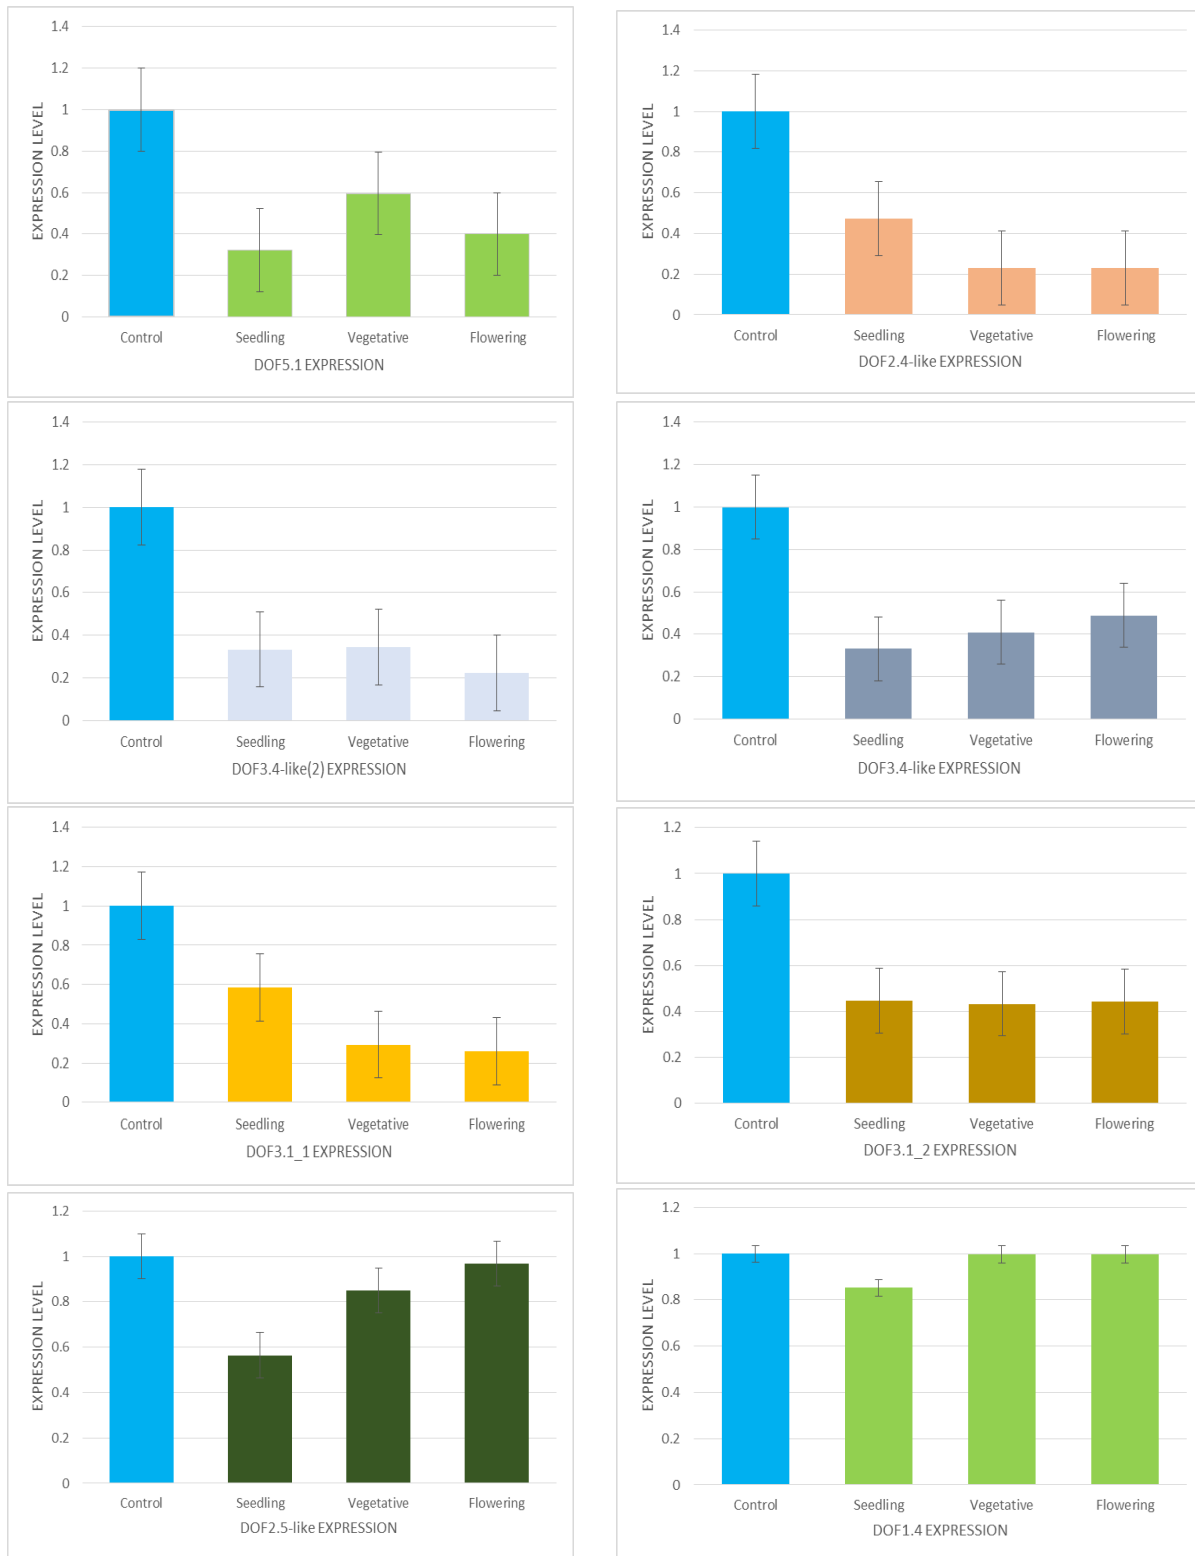 1.4
1.2
1
0.8
0.6
0.4
0.2
0
EXPRESSION LEVEL
Control Seedling Vegetative Flowering
DOF5.1 EXPRESSION
1.4
1.2
1
0.8
0.6
0.4
0.2
0
EXPRESSION LEVEL
Control Seedling Vegetative Flowering
DOF2.4-like EXPRESSION
1.4
1.2
1
0.8
0.6
0.4
0.2
0
EXPRESSION LEVEL
Control Seedling Vegetative Flowering
DOF3.4-like(2) EXPRESSION
1.4
1.2
1
0.8
0.6
0.4
0.2
0
EXPRESSION LEVEL
Control Seedling Vegetative Flowering
DOF3.4-like EXPRESSION
1.4
1.2
1
0.8
0.6
0.4
0.2
0
EXPRESSION LEVEL
Control Seedling Vegetative Flowering
DOF3.1_1 EXPRESSION
1.2
1
0.8
0.6
0.4
0.2
0
EXPRESSION LEVEL
Control Seedling Vegetative Flowering
DOF3.1_2 EXPRESSION
1.2
1
0.8
0.6
0.4
0.2
0
EXPRESSION LEVEL
Control Seedling Vegetative Flowering
DOF2.5-like EXPRESSION
1.2
1
0.8
0.6
0.4
0.2
0
EXPRESSION LEVEL
Control Seedling Vegetative Flowering
DOF1.4 EXPRESSION